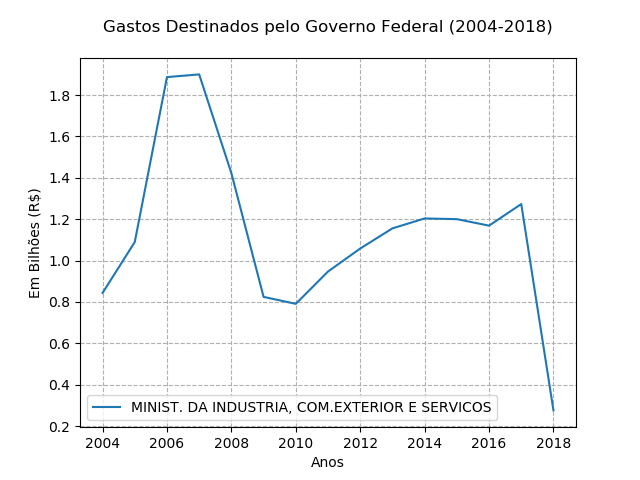 Gastos Destinados pelo Governo Federal (2004-2018)
Em Bilhões (R$)
1.8
1.6
1.4
1.2
1.0
0.8
0.6
0.4
0.2
MINIST. DA INDUSTRIA, COM.EXTERIOR E SERVICOS
2004 2006 2008 2010 2012 2014 2016 2018
Anos